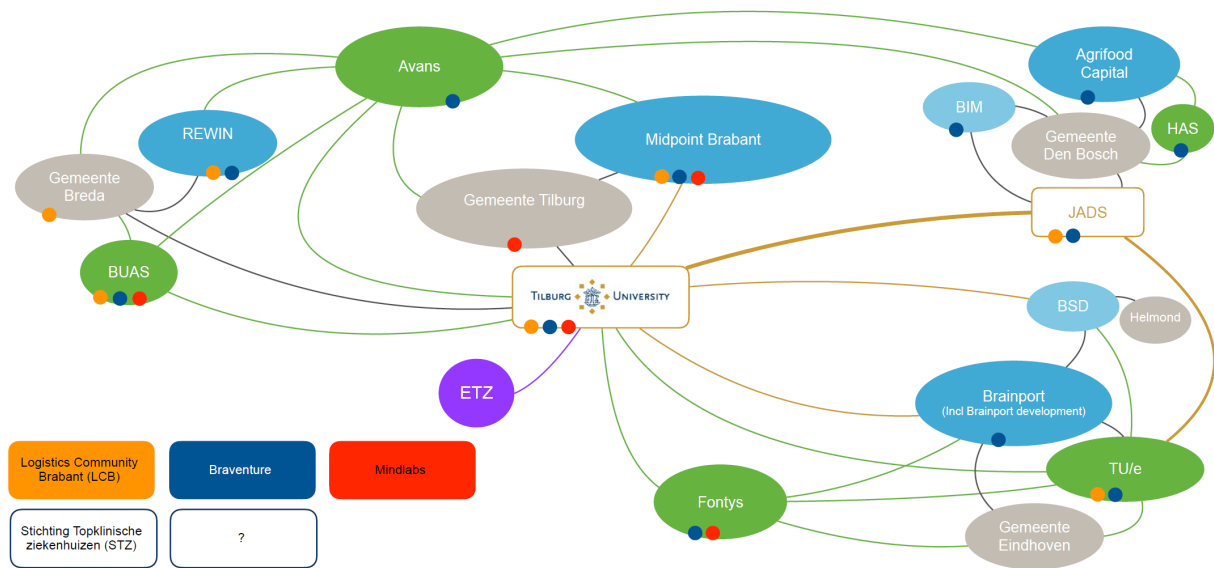 Avans
Agrifood
Capital
BIM
REWIN
Midpoint Brabant
HAS
Gemeente
Den Bosch
Gemeente
Breda
Gemeente Tilburg
JADS
BUAS
TILBURG UNIVERSITY
BSD
Helmond
ETZ
Brainport
(Incl Brainport development)
Logistics Community
Brabant (LCB)
Braventure
Mindlabs
TU/e
Fontys
Stichting Topklinische
ziekenhuizen (STZ)
?
Gemeente
Eindhoven